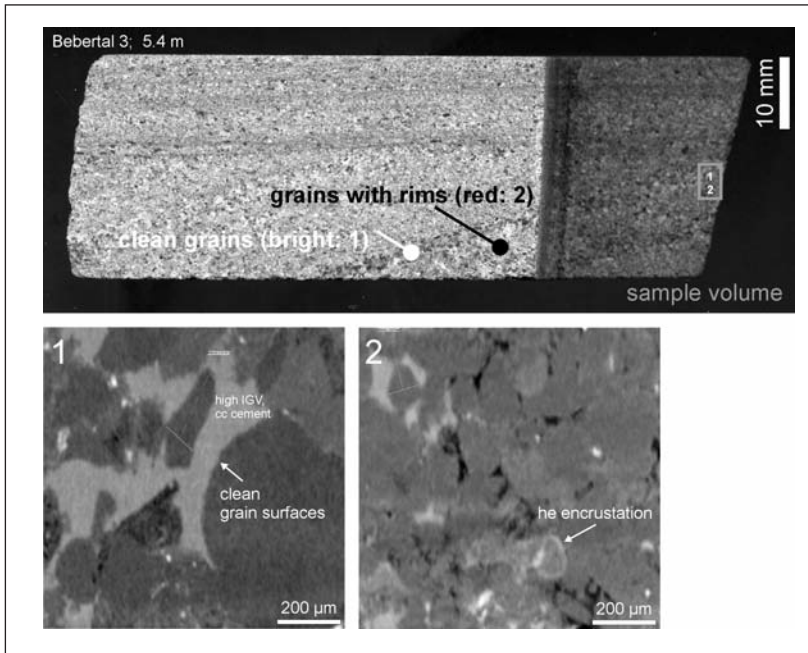 Bebertal 3; 5.4 m
10 mm
grains with rims (red: 2)
clean grains (bright: 1)
1
2
sample volume
1
high IGV,
cc cement
clean
grain surfaces
200 µm
2
he encrustation
200 µm